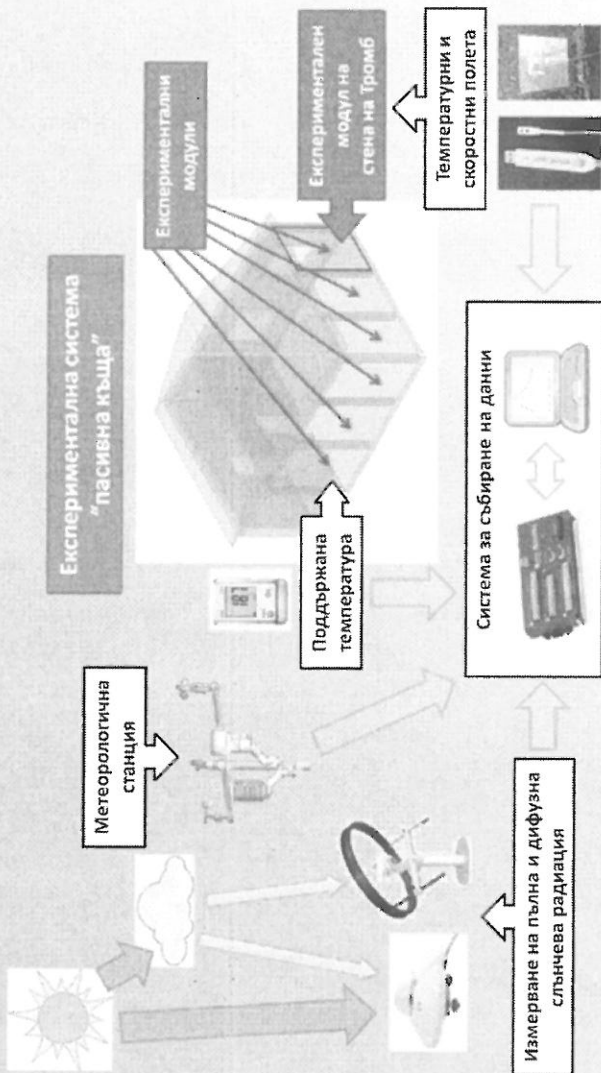 Експериментална система
"пасивна къща"
Експериментални
модули
Експериментален
модул на
стена на Тромб
Метеорологична
станция
Поддържана
температура
Температурни и
скоростни полета
Измерване на пълна и дифузна
слънчева радиация
Система за събиране на данни